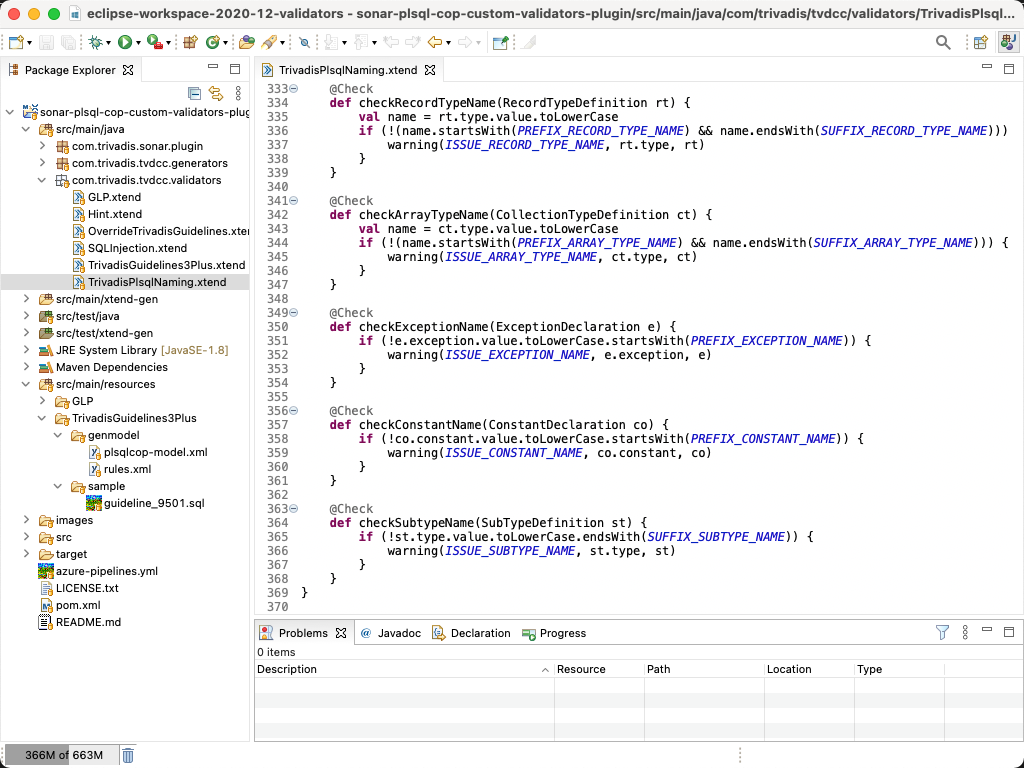 eclipse-workspace-2020-12-validators - sonar-plsql-cop-custom-validators-plugin/src/main/java/com/trivadis/tvdcc/validators/TrivadisPlsql...
Package Explorer
sonar-plsql-cop-custom-validators-plug
src/main/java
com.trivadis.sonar.plugin
com.trivadis.tvdcc.generators
com.trivadis.tvdcc.validators
GLP.xtend
Hint.xtend
OverrideTrivadisGuidelines.xten
SQLInjection.xtend
TrivadisGuidelines3Plus.xtend
TrivadisPlsqlNaming.xtend
src/main/xtend-gen
src/test/java
src/test/xtend-gen
JRE System Library [JavaSE-1.8]
Maven Dependencies
src/main/resources
GLP
TrivadisGuidelines3Plus
genmodel
plsqlcop-model.xml
rules.xml
sample
guideline_9501.sql
images
src
target
azure-pipelines.yml
LICENSE.txt
pom.xml
README.md
TrivadisPlsqlNaming.xtend
333 @Check
334 def checkRecordTypeName(RecordTypeDefinition rt) {
335 val name = rt.type.value.toLowerCase
336 if (!(name.startsWith(PREFIX_RECORD_TYPE_NAME) && name.endsWith(SUFFIX_RECORD_TYPE_NAME)))
337 warning(ISSUE_RECORD_TYPE_NAME, rt.type, rt)
338 }
339 }
340
341 @Check
342 def checkArrayTypeName(CollectionTypeDefinition ct) {
343 val name = ct.type.value.toLowerCase
344 if (!(name.startsWith(PREFIX_ARRAY_TYPE_NAME) && name.endsWith(SUFFIX_ARRAY_TYPE_NAME))) {
345 warning(ISSUE_ARRAY_TYPE_NAME, ct.type, ct)
346 }
347 }
348
349 @Check
350 def checkExceptionName(ExceptionDeclaration e) {
351 if (!e.exception.value.toLowerCase.startsWith(PREFIX_EXCEPTION_NAME)) {
352 warning(ISSUE_EXCEPTION_NAME, e.exception, e)
353 }
354 }
355
356 @Check
357 def checkConstantName(ConstantDeclaration co) {
358 if (!co.constant.value.toLowerCase.startsWith(PREFIX_CONSTANT_NAME)) {
359 warning(ISSUE_CONSTANT_NAME, co.constant, co)
360 }
361 }
362
363 @Check
364 def checkSubtypeName(SubTypeDefinition st) {
365 if (!st.type.value.toLowerCase.endsWith(SUFFIX_SUBTYPE_NAME)) {
366 warning(ISSUE_SUBTYPE_NAME, st.type, st)
367 }
368 }
369 }
370
Problems @ Javadoc Declaration Progress
0 items
Description Resource Path Location Type
366M of 663M